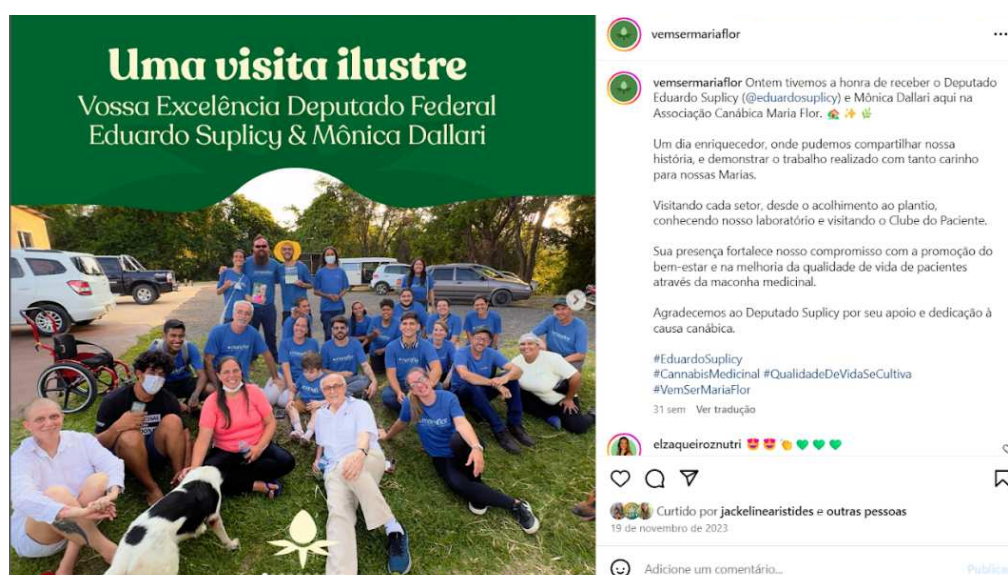 Uma visita ilustre
Vossa Excelência Deputado Federal
Eduardo Suplicy & Mônica Dallari
vemsermariaflor
vemsermariaflor Ontem tivemos a honra de receber o Deputado
Eduardo Suplicy (@eduardosuplicy) e Mônica Dallari aqui na
Associação Canábica Maria Flor.
Um dia enriquecedor, onde pudemos compartilhar nossa
história, e demonstrar o trabalho realizado com tanto carinho
para nossas Marias.
Visitando cada setor, desde o acolhimento ao plantio,
conhecendo nosso laboratório e visitando o Clube do Paciente.
Sua presença fortalece nosso compromisso com a promoção do
bem-estar e na melhoria da qualidade de vida de pacientes
através da maconha medicinal.
Agradecemos ao Deputado Suplicy por seu apoio e dedicação à
causa canábica.
#EduardoSuplicy
#CannabisMedicinal #QualidadeDeVidaSeCultiva
#VemSerMariaFlor
31 sem Ver tradução
elzaqueiroznutri
Curtido por jackelinearistides e outras pessoas
19 de novembro de 2023
Adicione um comentário...